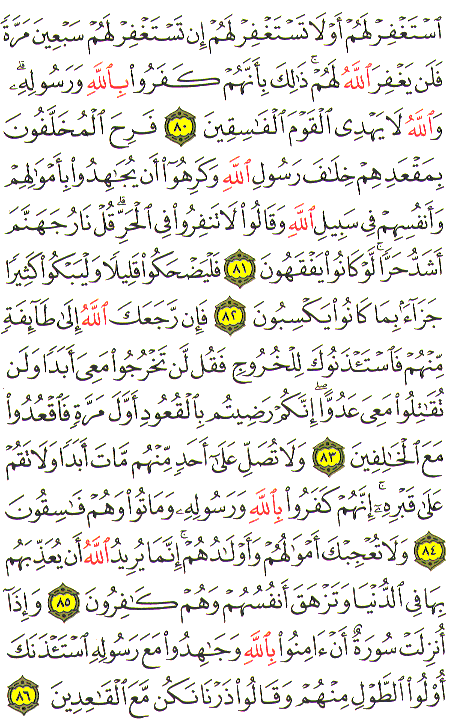 ٱسۡتَغۡفِرۡ لَهُمۡ أَوۡ لَا تَسۡتَغۡفِرۡ لَهُمۡ إِن تَسۡتَغۡفِرۡ لَهُمۡ سَبۡعِينَ مَرَّةٗ
فَلَن يَغۡفِرَ ٱللَّهُ لَهُمۡۚ ذَٰلِكَ بِأَنَّهُمۡ كَفَرُواْ بِٱللَّهِ وَرَسُولِهِۦۗ
وَٱللَّهُ لَا يَهۡدِي ٱلۡقَوۡمَ ٱلۡفَٰسِقِينَ ٨٠ فَرِحَ ٱلۡمُخَلَّفُونَ
بِمَقۡعَدِهِمۡ خِلَٰفَ رَسُولِ ٱللَّهِ وَكَرِهُوٓاْ أَن يُجَٰهِدُواْ بِأَمۡوَٰلِهِمۡ
وَأَنفُسِهِمۡ فِي سَبِيلِ ٱللَّهِ وَقَالُواْ لَا تَنفِرُواْ فِي ٱلۡحَرِّۗ قُلۡ نَارُ جَهَنَّمَ
أَشَدُّ حَرّٗاۚ لَّوۡ كَانُواْ يَفۡقَهُونَ ٨١ فَلۡيَضۡحَكُواْ قَلِيلٗا وَلۡيَبۡكُواْ كَثِيرٗا
جَزَآءَۢ بِمَا كَانُواْ يَكۡسِبُونَ ٨٢ فَإِن رَّجَعَكَ ٱللَّهُ إِلَىٰ طَآئِفَةٖ
مِّنۡهُمۡ فَٱسۡتَـٔۡذَنُوكَ لِلۡخُرُوجِ فَقُل لَّن تَخۡرُجُواْ مَعِيَ أَبَدٗا وَلَن
تُقَٰتِلُواْ مَعِيَ عَدُوًّاۖ إِنَّكُمۡ رَضِيتُم بِٱلۡقُعُودِ أَوَّلَ مَرَّةٖ فَٱقۡعُدُواْ
مَعَ ٱلۡخَٰلِفِينَ ٨٣ وَلَا تُصَلِّ عَلَىٰٓ أَحَدٖ مِّنۡهُم مَّاتَ أَبَدٗا وَلَا تَقُمۡ
عَلَىٰ قَبۡرِهِۦٓۖ إِنَّهُمۡ كَفَرُواْ بِٱللَّهِ وَرَسُولِهِۦ وَمَاتُواْ وَهُمۡ فَٰسِقُونَ
٨٤ وَلَا تُعۡجِبۡكَ أَمۡوَٰلُهُمۡ وَأَوۡلَٰدُهُمۡۚ إِنَّمَا يُرِيدُ ٱللَّهُ أَن يُعَذِّبَهُم
بِهَا فِي ٱلدُّنۡيَا وَتَزۡهَقَ أَنفُسُهُمۡ وَهُمۡ كَٰفِرُونَ ٨٥ وَإِذَآ
أُنزِلَتۡ سُورَةٌ أَنۡ ءَامِنُواْ بِٱللَّهِ وَجَٰهِدُواْ مَعَ رَسُولِهِ ٱسۡتَـٔۡذَنَكَ
أُوْلُواْ ٱلطَّوۡلِ مِنۡهُمۡ وَقَالُواْ ذَرۡنَا نَكُن مَّعَ ٱلۡقَٰعِدِينَ ٨٦